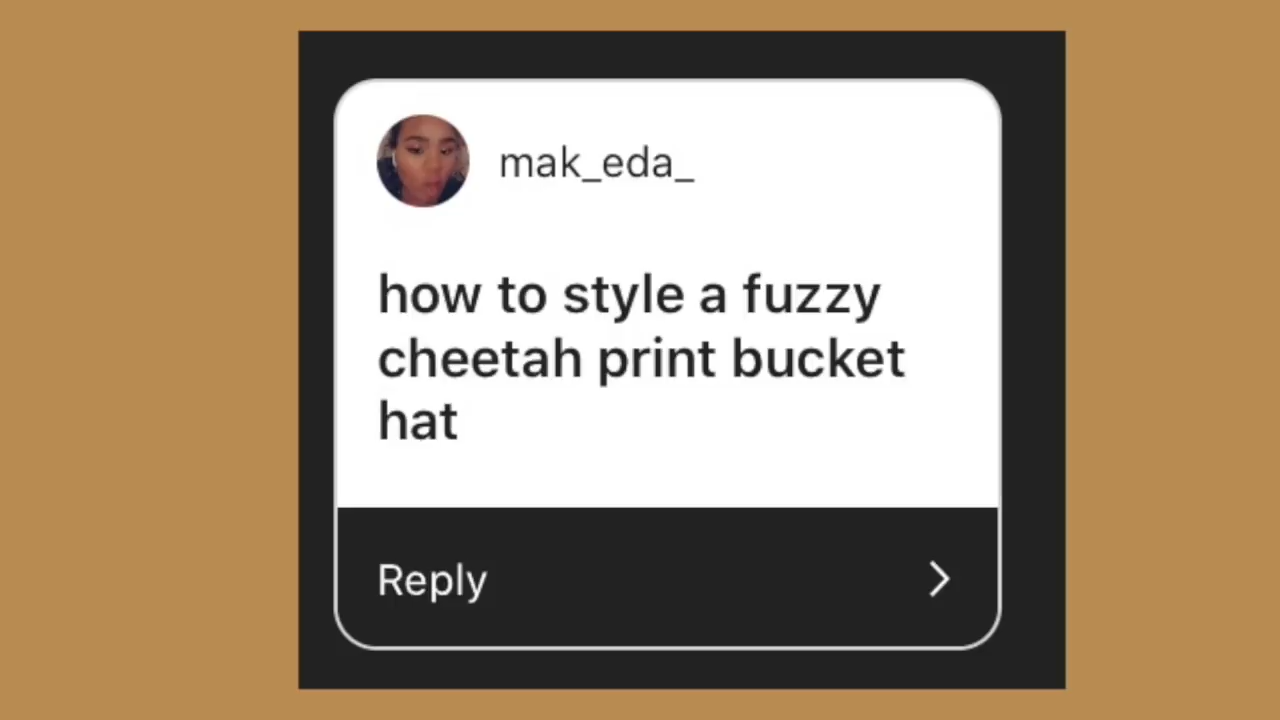 mak_eda_
how to style a fuzzy
cheetah print bucket
hat
Reply